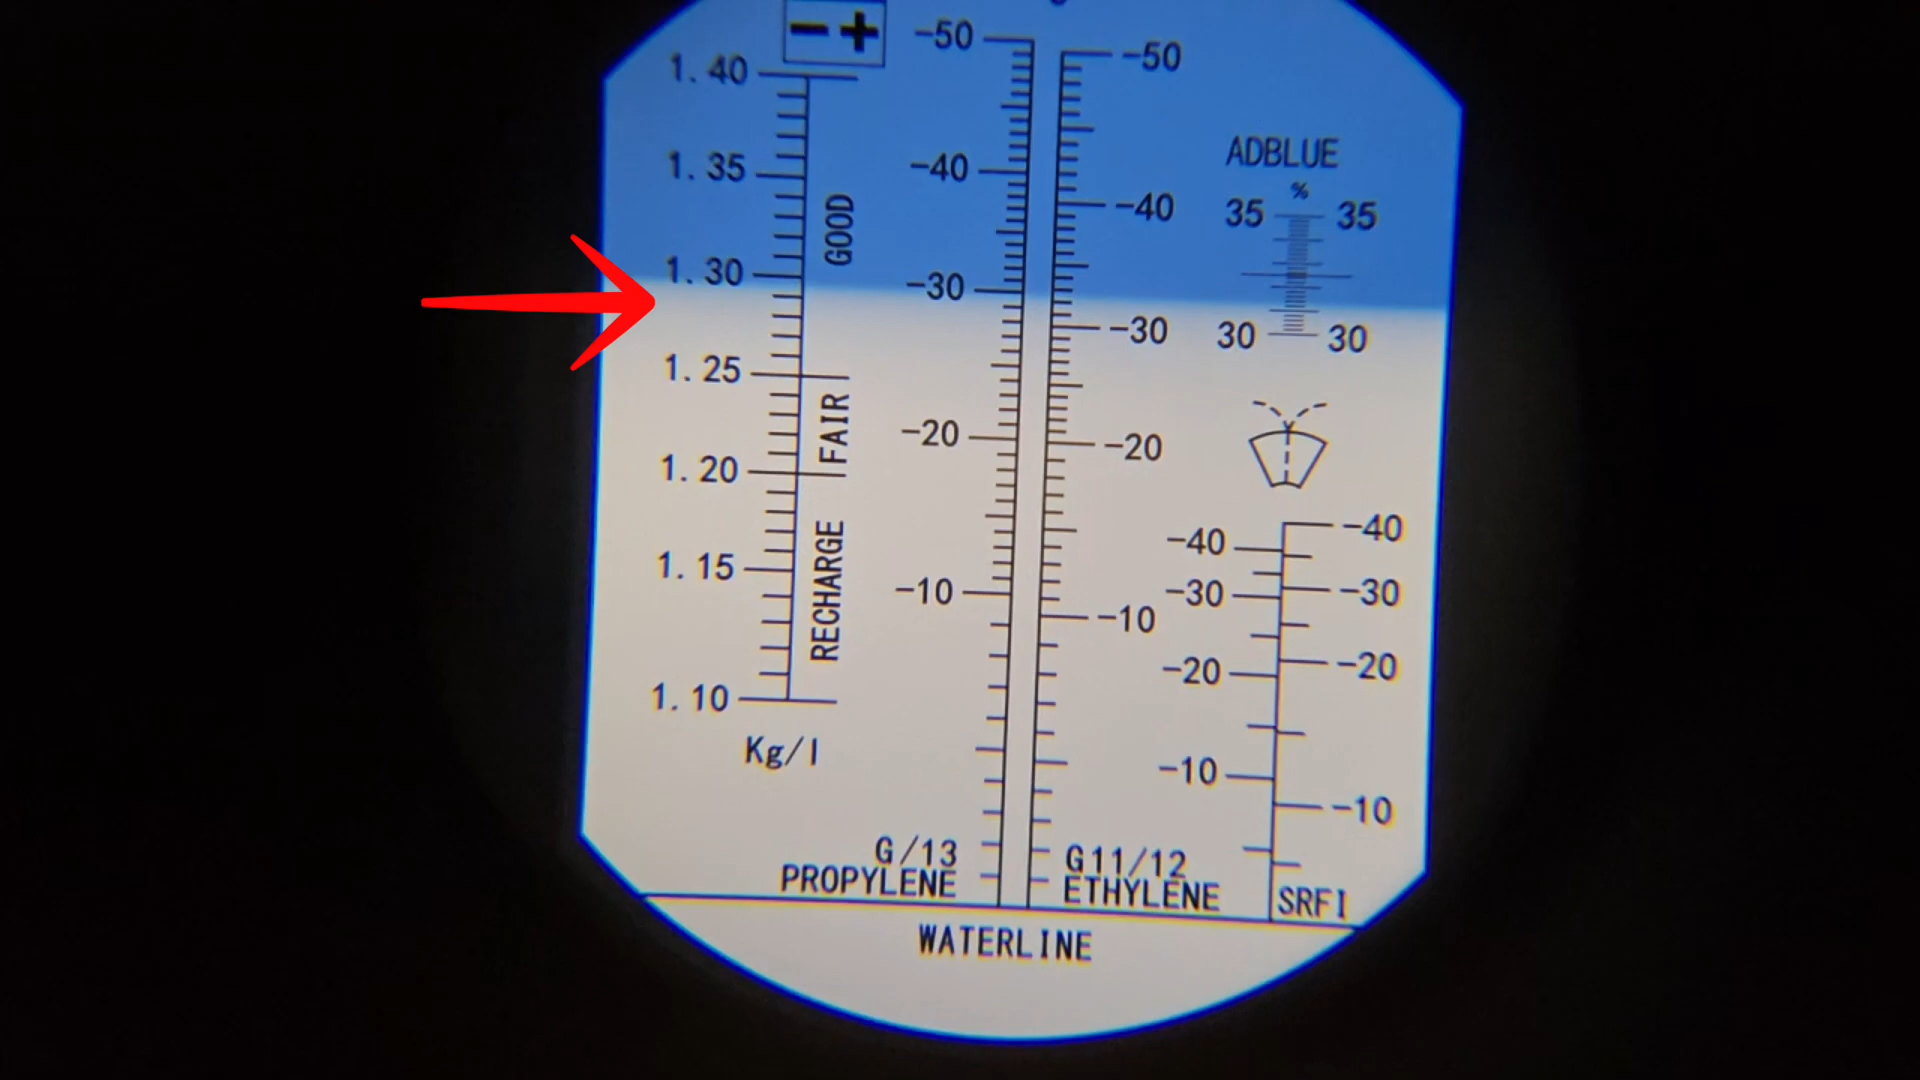 - +
1.40
1.35
1.30
1.25
1.20
1.15
1.10
Kg/l
GOOD
FAIR
RECHARGE
-50
-40
-30
-20
-10
G/13
PROPYLENE
-50
-40
-30
-20
-10
G11/12
ETHYLENE
ADBLUE
%
35 35
30 30
-40 -40
-30 -30
-20 -20
-10 -10
SRFI
WATERLINE